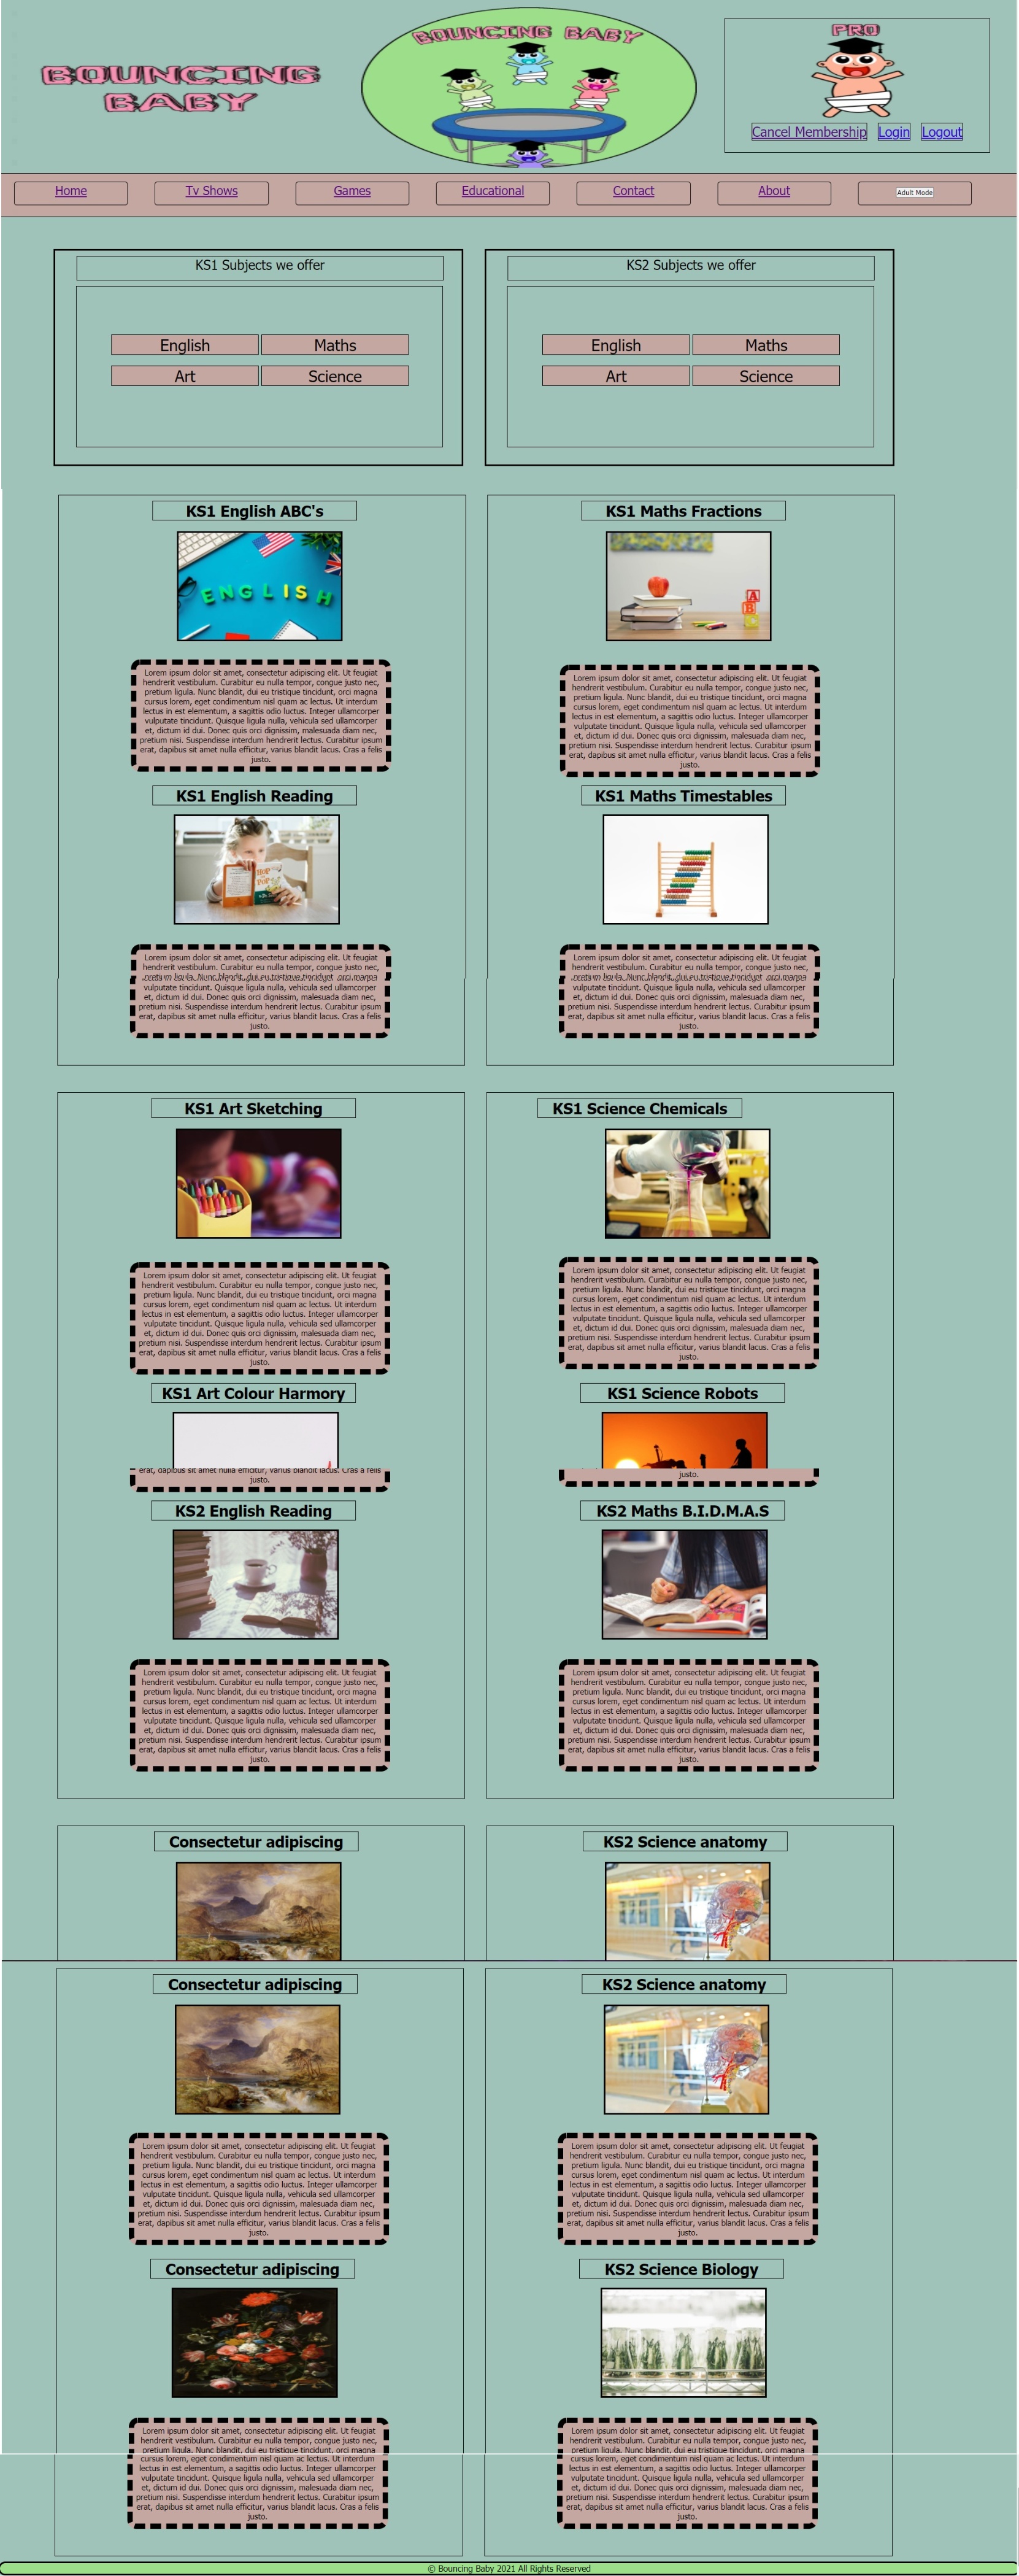 BOUNCING
BABY
BOUNCING BABY
PRO
Cancel Membership Login Logout
Home Tv Shows Games Educational Contact About Adult Mode
KS1 Subjects we offer
English Maths
Art Science
KS2 Subjects we offer
English Maths
Art Science
KS1 English ABC's
ENGLISH
Lorem ipsum dolor sit amet, consectetur adipiscing elit. Ut feugiat
hendrerit vestibulum. Curabitur eu nulla tempor, congue justo nec,
pretium ligula. Nunc blandit, dui eu tristique tincidunt, orci magna
cursus lorem, eget condimentum nisl quam ac lectus. Ut interdum
lectus in est elementum, a sagittis odio luctus. Integer ullamcorper
vulputate tincidunt. Quisque ligula nulla, vehicula sed ullamcorper
et, dictum id dui. Donec quis orci dignissim, malesuada diam nec,
pretium nisi. Suspendisse interdum hendrerit lectus. Curabitur ipsum
erat, dapibus sit amet nulla efficitur, varius blandit lacus. Cras a felis
justo.
KS1 Maths Fractions
A
B
Lorem ipsum dolor sit amet, consectetur adipiscing elit. Ut feugiat
hendrerit vestibulum. Curabitur eu nulla tempor, congue justo nec,
pretium ligula. Nunc blandit, dui eu tristique tincidunt, orci magna
cursus lorem, eget condimentum nisl quam ac lectus. Ut interdum
lectus in est elementum, a sagittis odio luctus. Integer ullamcorper
vulputate tincidunt. Quisque ligula nulla, vehicula sed ullamcorper
et, dictum id dui. Donec quis orci dignissim, malesuada diam nec,
pretium nisi. Suspendisse interdum hendrerit lectus. Curabitur ipsum
erat, dapibus sit amet nulla efficitur, varius blandit lacus. Cras a felis
justo.
KS1 English Reading
HOP
POP
Lorem ipsum dolor sit amet, consectetur adipiscing elit. Ut feugiat
hendrerit vestibulum. Curabitur eu nulla tempor, congue justo nec,
pretium ligula. Nunc blandit, dui eu tristique tincidunt, orci magna
vulputate tincidunt. Quisque ligula nulla, vehicula sed ullamcorper
et, dictum id dui. Donec quis orci dignissim, malesuada diam nec,
pretium nisi. Suspendisse interdum hendrerit lectus. Curabitur ipsum
erat, dapibus sit amet nulla efficitur, varius blandit lacus. Cras a felis
justo.
KS1 Maths Timestables
Lorem ipsum dolor sit amet, consectetur adipiscing elit. Ut feugiat
hendrerit vestibulum. Curabitur eu nulla tempor, congue justo nec,
pretium ligula. Nunc blandit, dui eu tristique tincidunt, orci magna
vulputate tincidunt. Quisque ligula nulla, vehicula sed ullamcorper
et, dictum id dui. Donec quis orci dignissim, malesuada diam nec,
pretium nisi. Suspendisse interdum hendrerit lectus. Curabitur ipsum
erat, dapibus sit amet nulla efficitur, varius blandit lacus. Cras a felis
justo.
KS1 Art Sketching
Lorem ipsum dolor sit amet, consectetur adipiscing elit. Ut feugiat
hendrerit vestibulum. Curabitur eu nulla tempor, congue justo nec,
pretium ligula. Nunc blandit, dui eu tristique tincidunt, orci magna
cursus lorem, eget condimentum nisl quam ac lectus. Ut interdum
lectus in est elementum, a sagittis odio luctus. Integer ullamcorper
vulputate tincidunt. Quisque ligula nulla, vehicula sed ullamcorper
et, dictum id dui. Donec quis orci dignissim, malesuada diam nec,
pretium nisi. Suspendisse interdum hendrerit lectus. Curabitur ipsum
erat, dapibus sit amet nulla efficitur, varius blandit lacus. Cras a felis
justo.
KS1 Science Chemicals
Lorem ipsum dolor sit amet, consectetur adipiscing elit. Ut feugiat
hendrerit vestibulum. Curabitur eu nulla tempor, congue justo nec,
pretium ligula. Nunc blandit, dui eu tristique tincidunt, orci magna
cursus lorem, eget condimentum nisl quam ac lectus. Ut interdum
lectus in est elementum, a sagittis odio luctus. Integer ullamcorper
vulputate tincidunt. Quisque ligula nulla, vehicula sed ullamcorper
et, dictum id dui. Donec quis orci dignissim, malesuada diam nec,
pretium nisi. Suspendisse interdum hendrerit lectus. Curabitur ipsum
erat, dapibus sit amet nulla efficitur, varius blandit lacus. Cras a felis
justo.
KS1 Art Colour Harmory
erat, dapibus sit amet nulla efficitur, varius blandit lacus. Cras a felis
justo.
KS1 Science Robots
justo.
KS2 English Reading
Lorem ipsum dolor sit amet, consectetur adipiscing elit. Ut feugiat
hendrerit vestibulum. Curabitur eu nulla tempor, congue justo nec,
pretium ligula. Nunc blandit, dui eu tristique tincidunt, orci magna
cursus lorem, eget condimentum nisl quam ac lectus. Ut interdum
lectus in est elementum, a sagittis odio luctus. Integer ullamcorper
vulputate tincidunt. Quisque ligula nulla, vehicula sed ullamcorper
et, dictum id dui. Donec quis orci dignissim, malesuada diam nec,
pretium nisi. Suspendisse interdum hendrerit lectus. Curabitur ipsum
erat, dapibus sit amet nulla efficitur, varius blandit lacus. Cras a felis
justo.
KS2 Maths B.I.D.M.A.S
Lorem ipsum dolor sit amet, consectetur adipiscing elit. Ut feugiat
hendrerit vestibulum. Curabitur eu nulla tempor, congue justo nec,
pretium ligula. Nunc blandit, dui eu tristique tincidunt, orci magna
cursus lorem, eget condimentum nisl quam ac lectus. Ut interdum
lectus in est elementum, a sagittis odio luctus. Integer ullamcorper
vulputate tincidunt. Quisque ligula nulla, vehicula sed ullamcorper
et, dictum id dui. Donec quis orci dignissim, malesuada diam nec,
pretium nisi. Suspendisse interdum hendrerit lectus. Curabitur ipsum
erat, dapibus sit amet nulla efficitur, varius blandit lacus. Cras a felis
justo.
Consectetur adipiscing
KS2 Science anatomy
Consectetur adipiscing
Lorem ipsum dolor sit amet, consectetur adipiscing elit. Ut feugiat
hendrerit vestibulum. Curabitur eu nulla tempor, congue justo nec,
pretium ligula. Nunc blandit, dui eu tristique tincidunt, orci magna
cursus lorem, eget condimentum nisl quam ac lectus. Ut interdum
lectus in est elementum, a sagittis odio luctus. Integer ullamcorper
vulputate tincidunt. Quisque ligula nulla, vehicula sed ullamcorper
et, dictum id dui. Donec quis orci dignissim, malesuada diam nec,
pretium nisi. Suspendisse interdum hendrerit lectus. Curabitur ipsum
erat, dapibus sit amet nulla efficitur, varius blandit lacus. Cras a felis
justo.
KS2 Science anatomy
Lorem ipsum dolor sit amet, consectetur adipiscing elit. Ut feugiat
hendrerit vestibulum. Curabitur eu nulla tempor, congue justo nec,
pretium ligula. Nunc blandit, dui eu tristique tincidunt, orci magna
cursus lorem, eget condimentum nisl quam ac lectus. Ut interdum
lectus in est elementum, a sagittis odio luctus. Integer ullamcorper
vulputate tincidunt. Quisque ligula nulla, vehicula sed ullamcorper
et, dictum id dui. Donec quis orci dignissim, malesuada diam nec,
pretium nisi. Suspendisse interdum hendrerit lectus. Curabitur ipsum
erat, dapibus sit amet nulla efficitur, varius blandit lacus. Cras a felis
justo.
Consectetur adipiscing
Lorem ipsum dolor sit amet, consectetur adipiscing elit. Ut feugiat
hendrerit vestibulum. Curabitur eu nulla tempor, congue justo nec,
pretium ligula. Nunc blandit, dui eu tristique tincidunt, orci magna
cursus lorem, eget condimentum nisl quam ac lectus. Ut interdum
lectus in est elementum, a sagittis odio luctus. Integer ullamcorper
vulputate tincidunt. Quisque ligula nulla, vehicula sed ullamcorper
et, dictum id dui. Donec quis orci dignissim, malesuada diam nec,
pretium nisi. Suspendisse interdum hendrerit lectus. Curabitur ipsum
erat, dapibus sit amet nulla efficitur, varius blandit lacus. Cras a felis
justo.
KS2 Science Biology
Lorem ipsum dolor sit amet, consectetur adipiscing elit. Ut feugiat
hendrerit vestibulum. Curabitur eu nulla tempor, congue justo nec,
pretium ligula. Nunc blandit, dui eu tristique tincidunt, orci magna
cursus lorem, eget condimentum nisl quam ac lectus. Ut interdum
lectus in est elementum, a sagittis odio luctus. Integer ullamcorper
vulputate tincidunt. Quisque ligula nulla, vehicula sed ullamcorper
et, dictum id dui. Donec quis orci dignissim, malesuada diam nec,
pretium nisi. Suspendisse interdum hendrerit lectus. Curabitur ipsum
erat, dapibus sit amet nulla efficitur, varius blandit lacus. Cras a felis
justo.
© Bouncing Baby 2021 All Rights Reserved